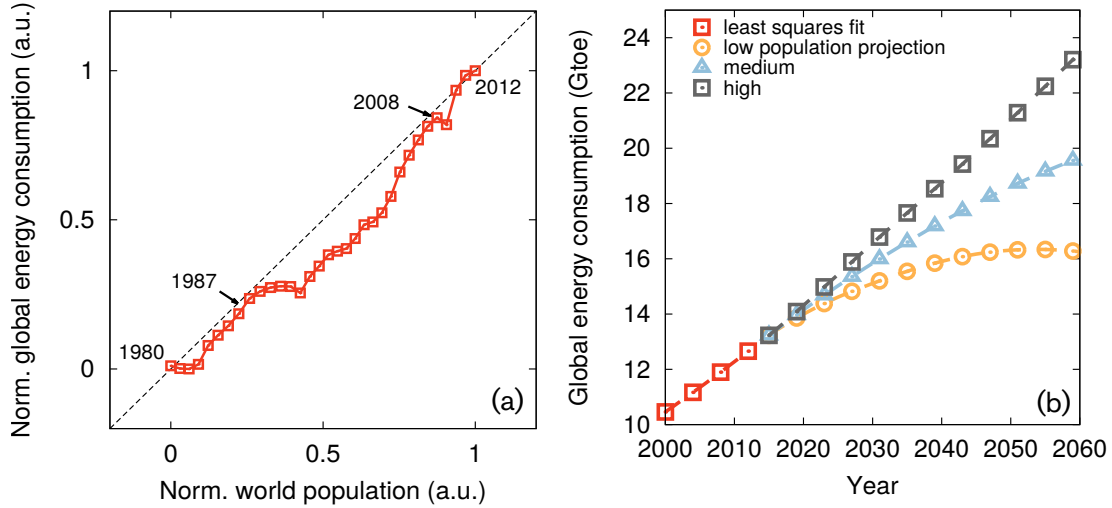 Norm. global energy consumption (a.u.)
1
0.5
0
0
0.5
1
Norm. world population (a.u.)
1980
1987
2008
2012
(a)
Global energy consumption (Gtoe)
24
22
20
18
16
14
12
10
2000 2010 2020 2030 2040 2050 2060
Year
least squares fit
low population projection
medium
high
(b)